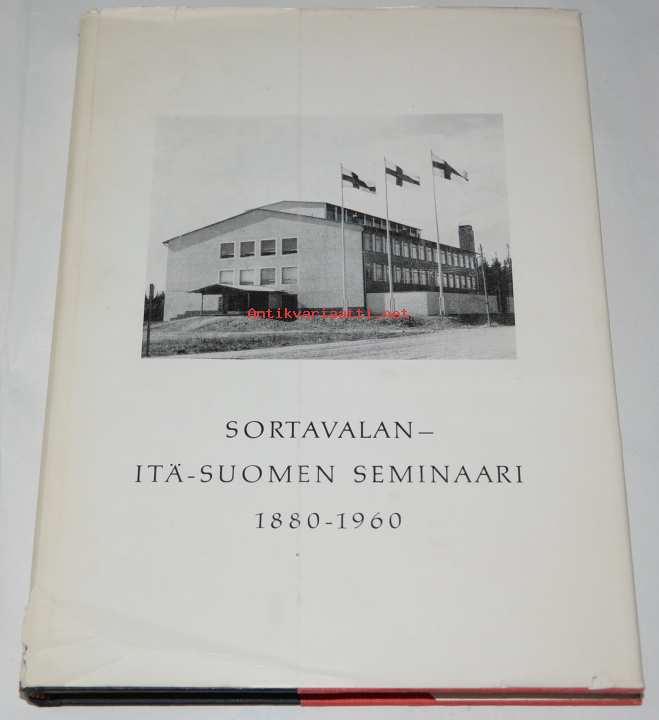 Antikvariaatti.net
SORTAVALAN–
ITÄ-SUOMEN SEMINAARI
1880-1960